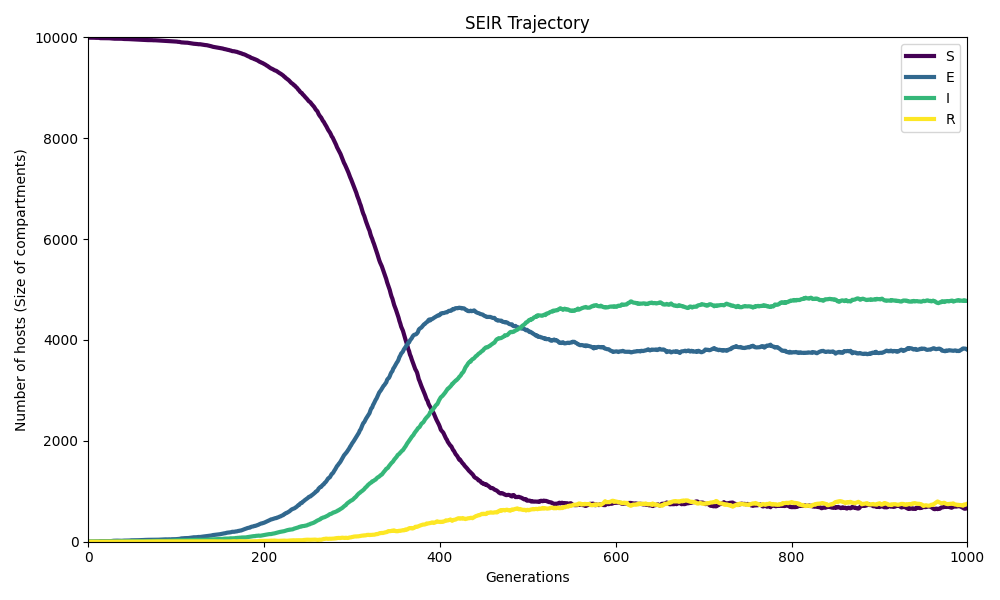 SEIR Trajectory
10000
8000
6000
4000
2000
0
Number of hosts (Size of compartments)
S
E
I
R
0
200
400
600
800
1000
Generations